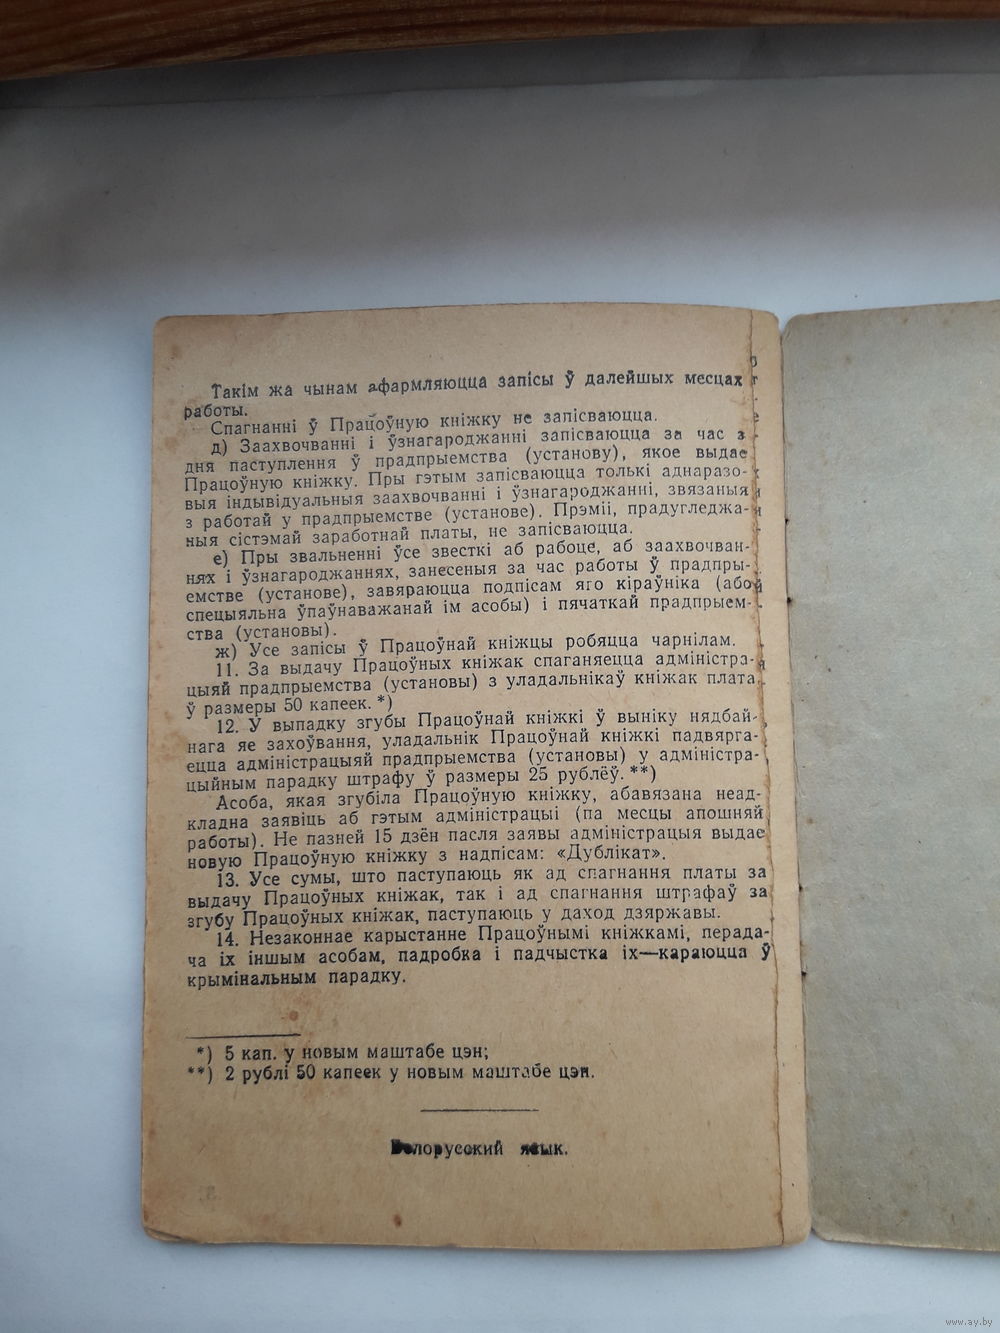 Такім жа чынам афармляюцца запісы ў далейшых месцах
работы.
Спагнанні ў Працоўную кніжку не запісваюцца.
д) Заахвочванні і ўзнагароджанні запісваюцца за час з
дня паступлення ў прадпрыемства (установу), якое выдае
Працоўную кніжку. Пры гэтым запісваюцца толькі аднаразо-
выя індывідуальныя заахвочванні і ўзнагароджанні, звязаныя
з работай у прадпрыемстве (установе). Прэміі, прадугледжа-
ныя сістэмай заработнай платы, не запісваюцца.
е) Пры звальненні ўсе звесткі аб рабоце, аб заахвочван-
нях і ўзнагароджаннях, занесеныя за час работы ў прадпры-
емстве (установе), завяраюцца подпісам яго кіраўніка (або
спецыяльна ўпаўнаважанай ім асобы) і пячаткай прадпрыем-
ства (установы).
ж) Усе запісы ў Працоўнай кніжцы робяцца чарнілам.
11. За выдачу Працоўных кніжак спаганяецца адміністра-
цыяй прадпрыемства (установы) з уладальнікаў кніжак плата
ў размеры 50 капеек. *)
12. У выпадку згубы Працоўнай кніжкі ў выніку нядбай-
нага яе захоўвання, уладальнік Працоўнай кніжкі падвярга-
ецца адміністрацыяй прадпрыемства (установы) у адміністра-
цыйным парадку штрафу ў размеры 25 рублёў. **)
Асоба, якая згубіла Працоўную кніжку, абавязана неад-
кладна заявіць аб гэтым адміністрацыі (па месцы апошняй
работы). Не пазней 15 дзён пасля заявы адміністрацыя выдае
новую Працоўную кніжку з надпісам: «Дублікат».
13. Усе сумы, што паступаюць як ад спагнання платы за
выдачу Працоўных кніжак, так і ад спагнання штрафаў за
згубу Працоўных кніжак, паступаюць у даход дзяржавы.
14. Незаконнае карыстанне Працоўнымі кніжкамі, перада-
ча іх іншым асобам, падробка і падчыстка іх—караюцца ў
крымінальным парадку.
*) 5 кап. у новым маштабе цэн;
**) 2 рублі 50 капеек у новым маштабе цэн.
Белорусский язык.
www.ay.by